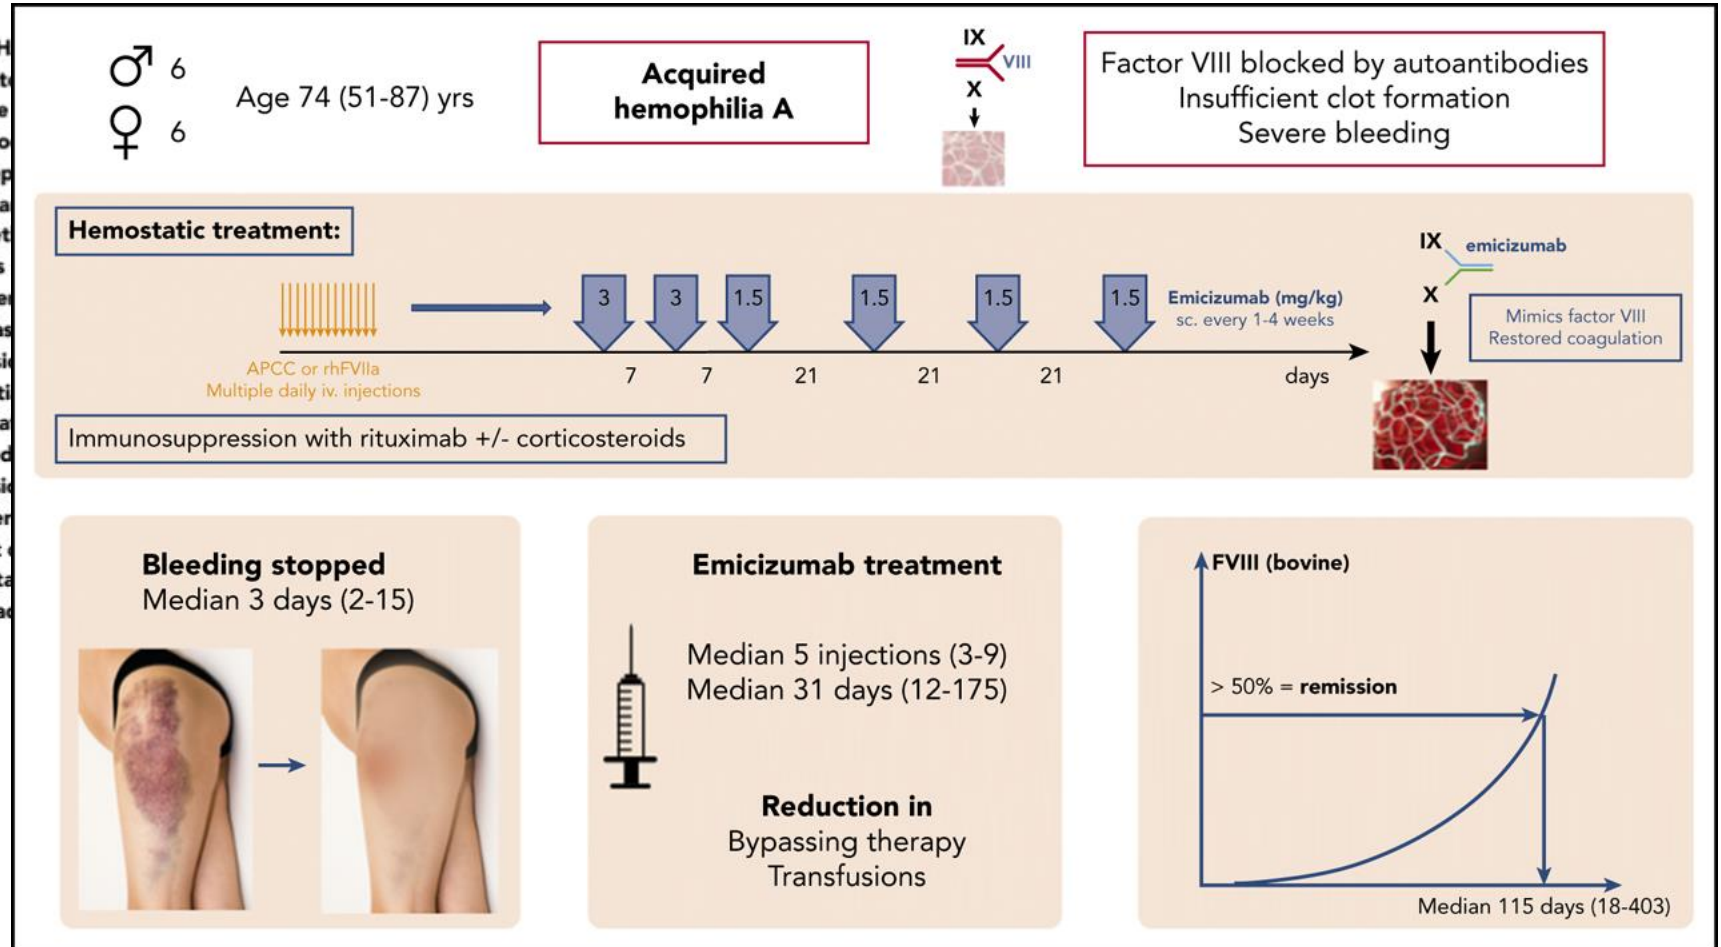 ♂ 6
♀ 6
Age 74 (51-87) yrs
Acquired
hemophilia A
IX
VIII
X
Factor VIII blocked by autoantibodies
Insufficient clot formation
Severe bleeding
Hemostatic treatment:
APCC or rhFVIIa
Multiple daily iv. injections
3 3 1.5 1.5 1.5 1.5
Emicizumab (mg/kg)
sc. every 1-4 weeks
7 7 21 21 21 days
IX
emicizumab
X
Mimics factor VIII
Restored coagulation
Immunosuppression with rituximab +/- corticosteroids
Bleeding stopped
Median 3 days (2-15)
Emicizumab treatment
Median 5 injections (3-9)
Median 31 days (12-175)
Reduction in
Bypassing therapy
Transfusions
FVIII (bovine)
> 50% = remission
Median 115 days (18-403)